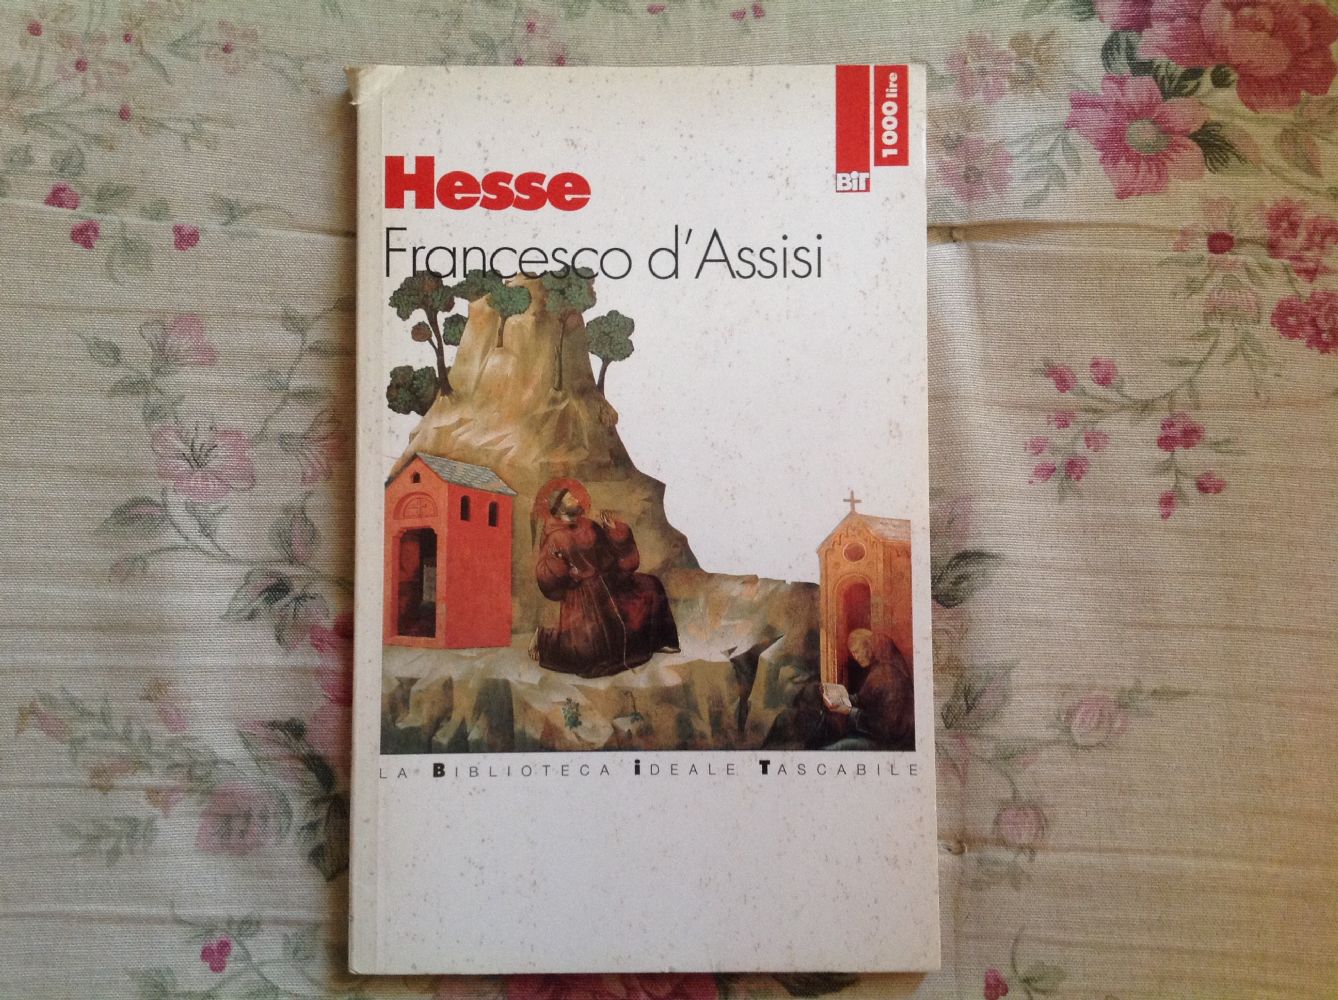 1000 lire
BiT
Hesse
Francesco d'Assisi
LA BIBLIOTECA iDEALE TASCABILE